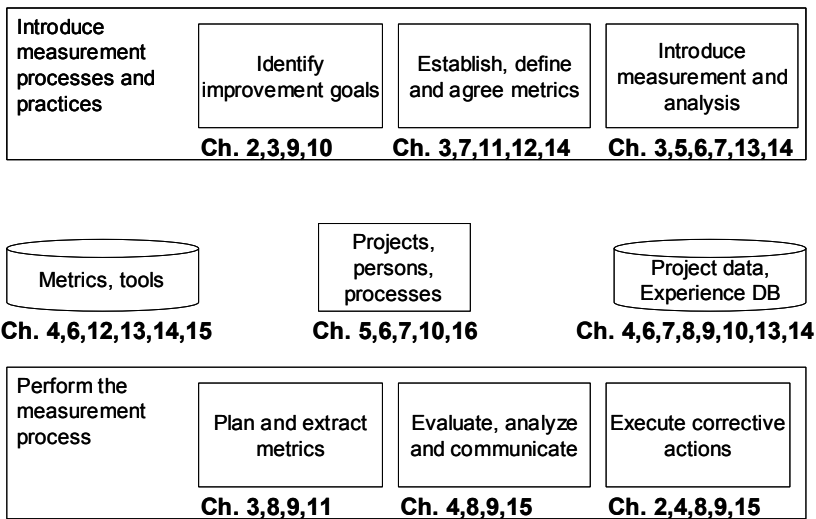 Introduce
measurement
processes and
practices
Identify
improvement goals
Ch. 2,3,9,10
Establish, define
and agree metrics
Ch. 3,7,11,12,14
Introduce
measurement and
analysis
Ch. 3,5,6,7,13,14
Metrics, tools
Ch. 4,6,12,13,14,15
Projects,
persons,
processes
Ch. 5,6,7,10,16
Project data,
Experience DB
Ch. 4,6,7,8,9,10,13,14
Perform the
measurement
process
Plan and extract
metrics
Ch. 3,8,9,11
Evaluate, analyze
and communicate
Ch. 4,8,9,15
Execute corrective
actions
Ch. 2,4,8,9,15